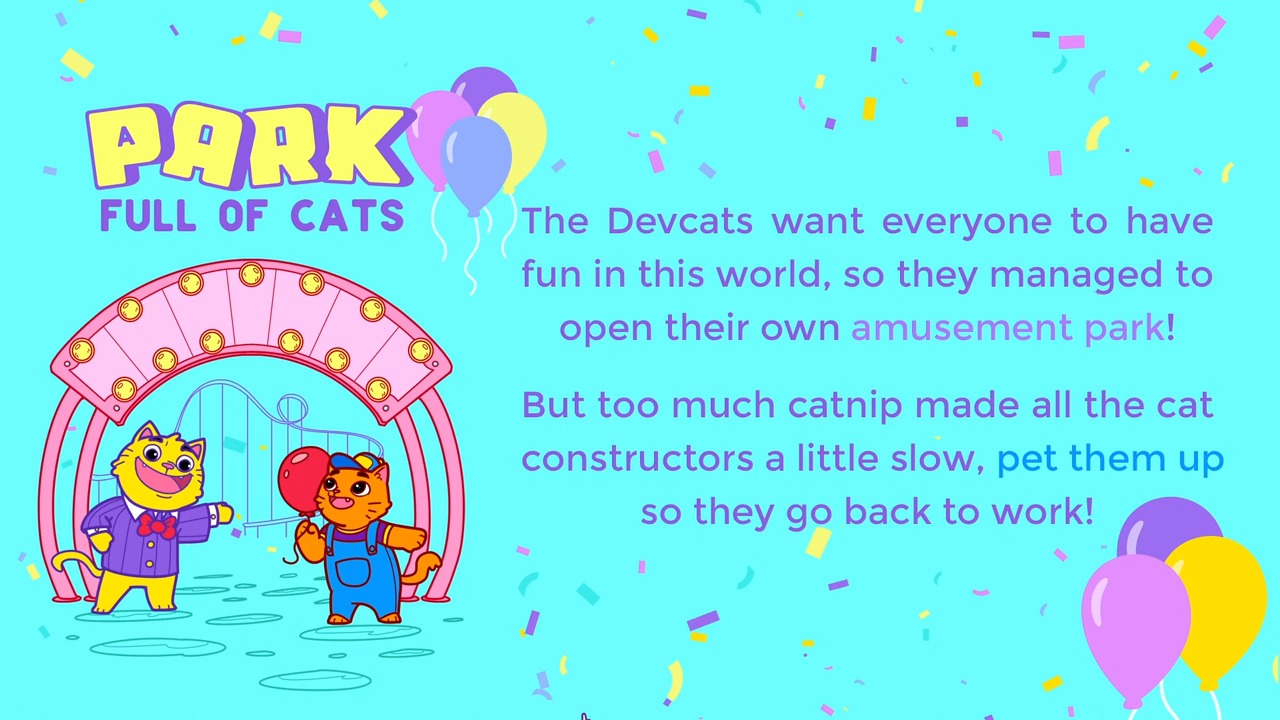 A PARK
FULL OF CATS
The Devcats want everyone to have
fun in this world, so they managed to
open their own amusement park!
But too much catnip made all the cat
constructors a little slow, pet them up
so they go back to work!